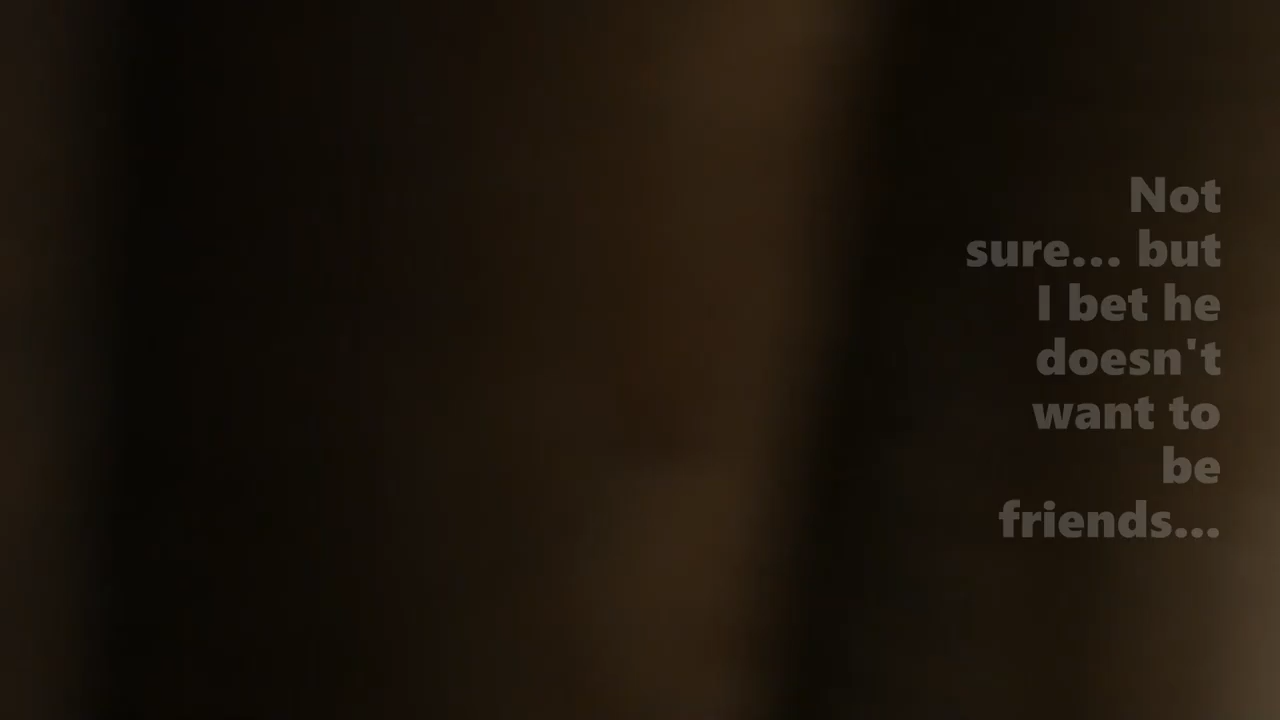 Not
sure... but
I bet he
doesn't
want to
be
friends...